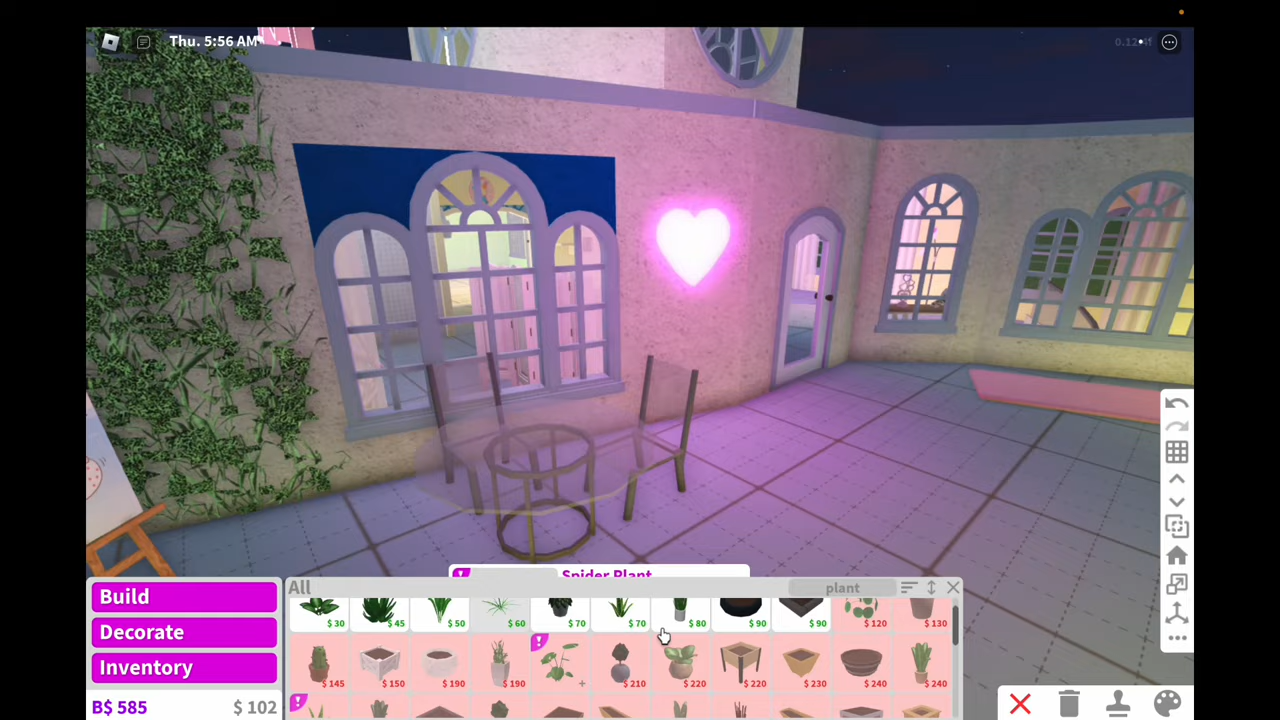 Thu. 5:56 AM
Spider Plant
All
plant
Build
Decorate
Inventory
B$ 585
$ 102
$ 30
$ 45
$ 50
$ 60
$ 70
$ 70
$ 80
$ 90
$ 90
$ 120
$ 130
$ 145
$ 150
$ 190
$ 190
$ 210
$ 220
$ 220
$ 230
$ 240
$ 240